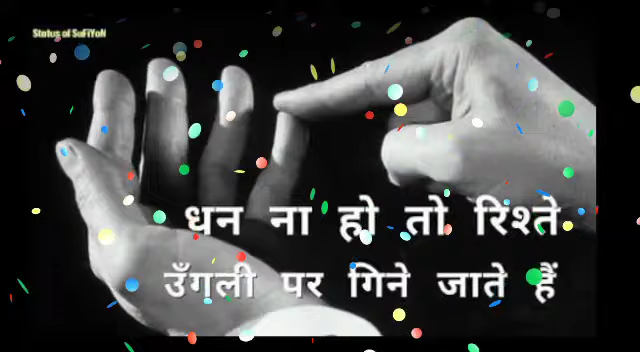 Status of SuFiYaN
धन ना हो तो रिश्ते
उँगली पर गिने जाते हैं